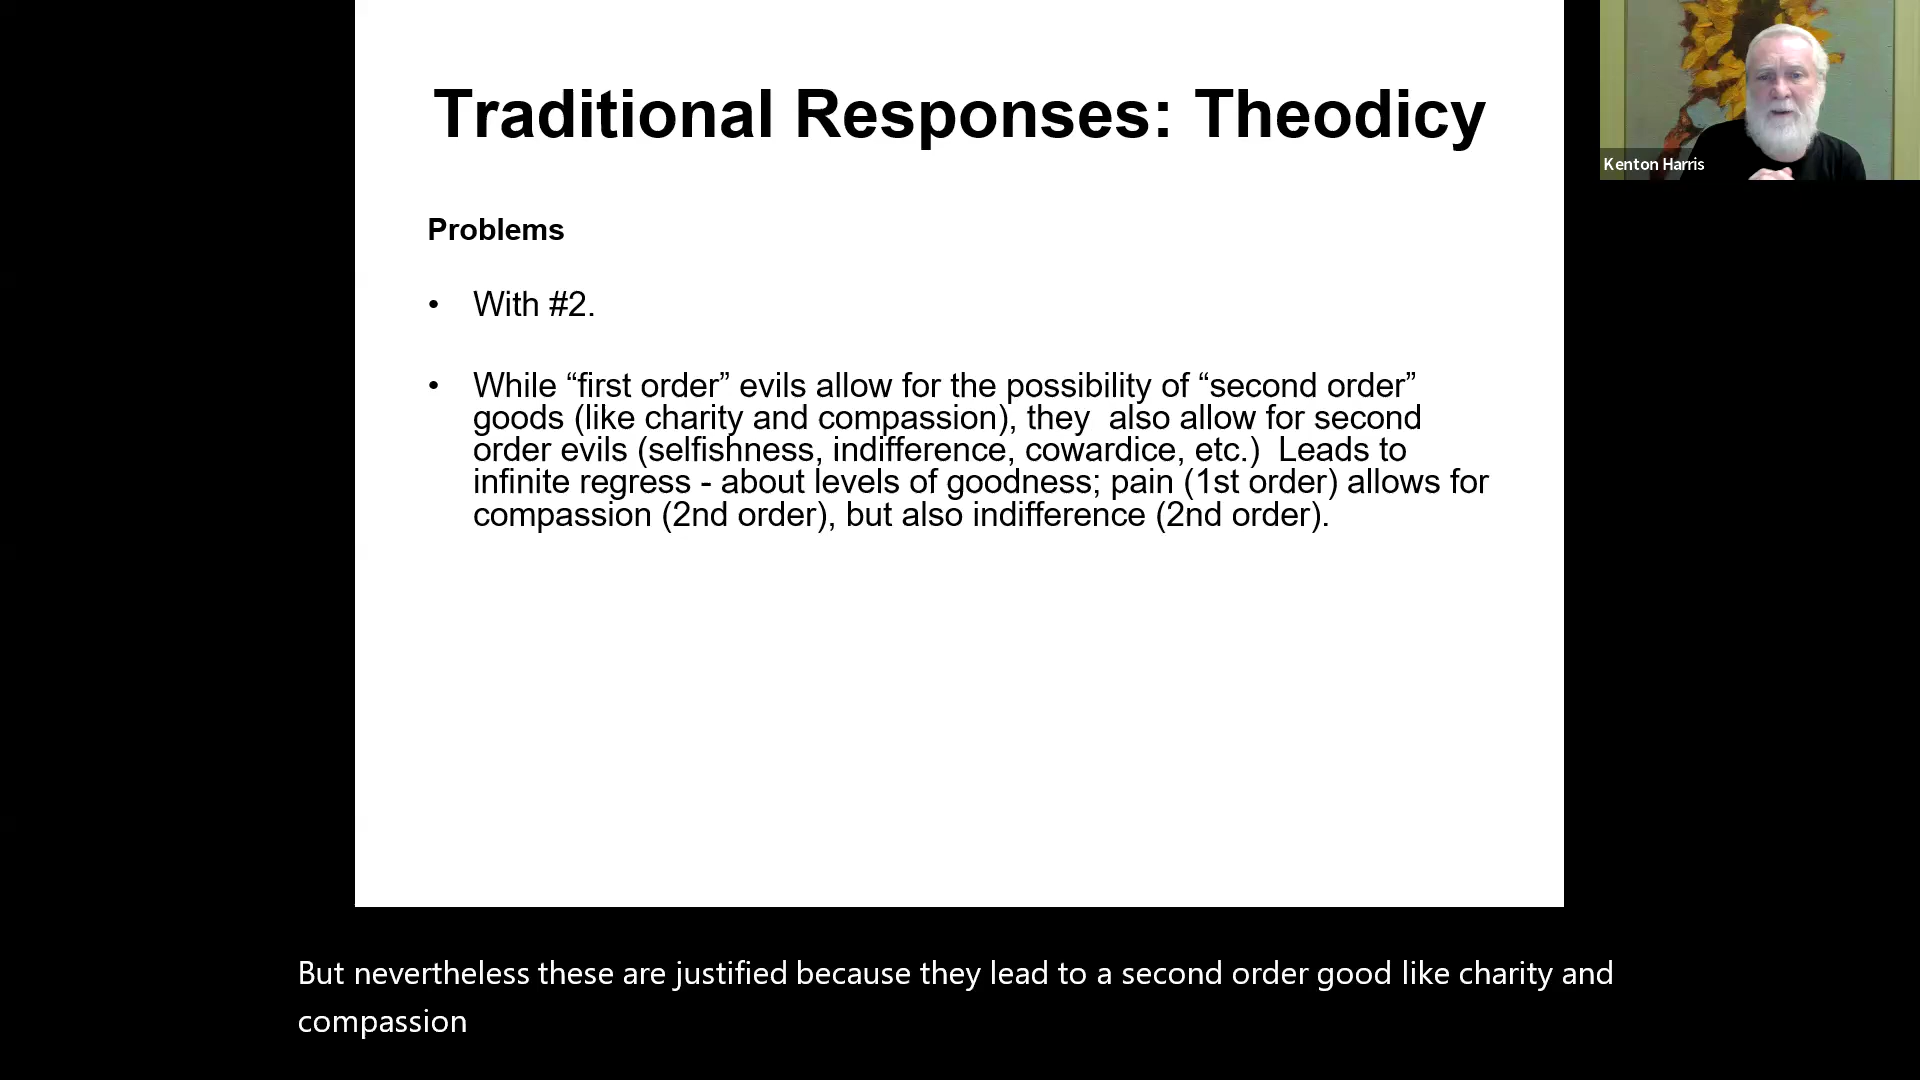 Traditional Responses: Theodicy
Kenton Harris
Problems
• With #2.
• While “first order” evils allow for the possibility of “second order”
goods (like charity and compassion), they  also allow for second
order evils (selfishness, indifference, cowardice, etc.)  Leads to
infinite regress - about levels of goodness; pain (1st order) allows for
compassion (2nd order), but also indifference (2nd order).
But nevertheless these are justified because they lead to a second order good like charity and
compassion